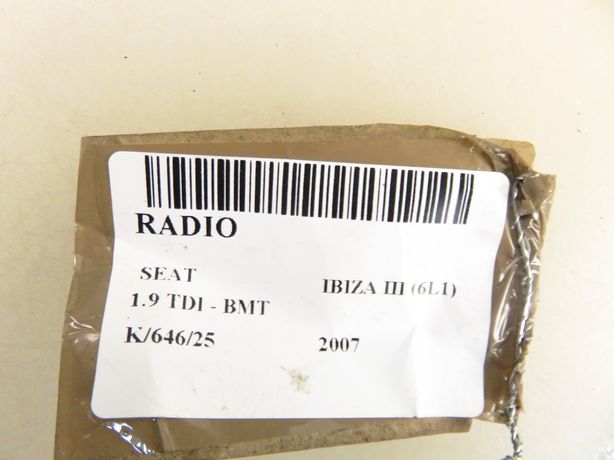 RADIO
SEAT IBIZA III (6L1)
1.9 TDI - BMT
K/646/25 2007